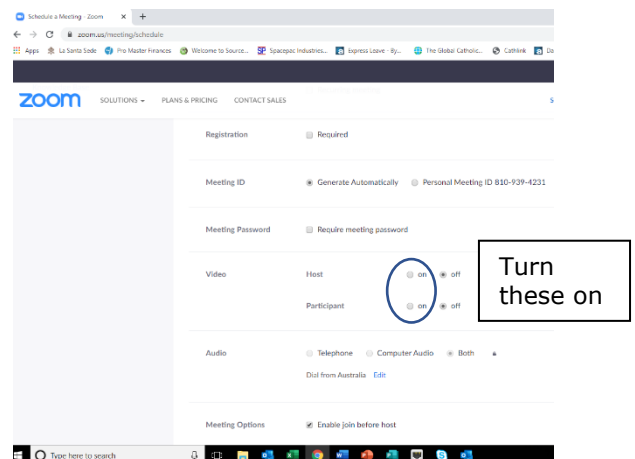 Schedule a Meeting - Zoom
zoom.us/meeting/schedule
Apps La Santa Sede Pro Master Finances Welcome to Source... SP Spacepac Industries... Express Leave - By... The Global Catholic... Cathlink Da
zoom SOLUTIONS PLANS & PRICING CONTACT SALES S
Registration Required
Meeting ID Generate Automatically Personal Meeting ID 810-939-4231
Meeting Password Require meeting password
Video Host on off
Turn
these on
Participant on off
Audio Telephone Computer Audio Both
Dial from Australia Edit
Meeting Options Enable join before host
Type here to search